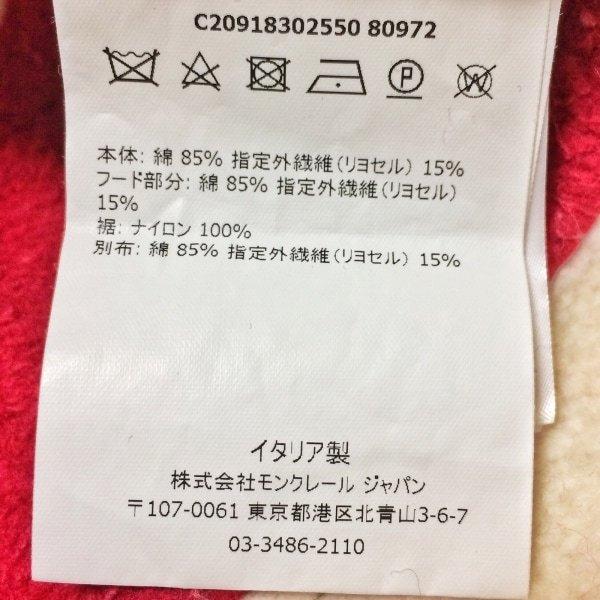 C20918302550 80972
P
W
本体: 綿 85% 指定外繊維(リヨセル) 15%
フード部分: 綿 85% 指定外繊維(リヨセル)
15%
裾: ナイロン 100%
別布: 綿 85% 指定外繊維(リヨセル) 15%
イタリア製
株式会社モンクレール ジャパン
〒107-0061 東京都港区北青山3-6-7
03-3486-2110